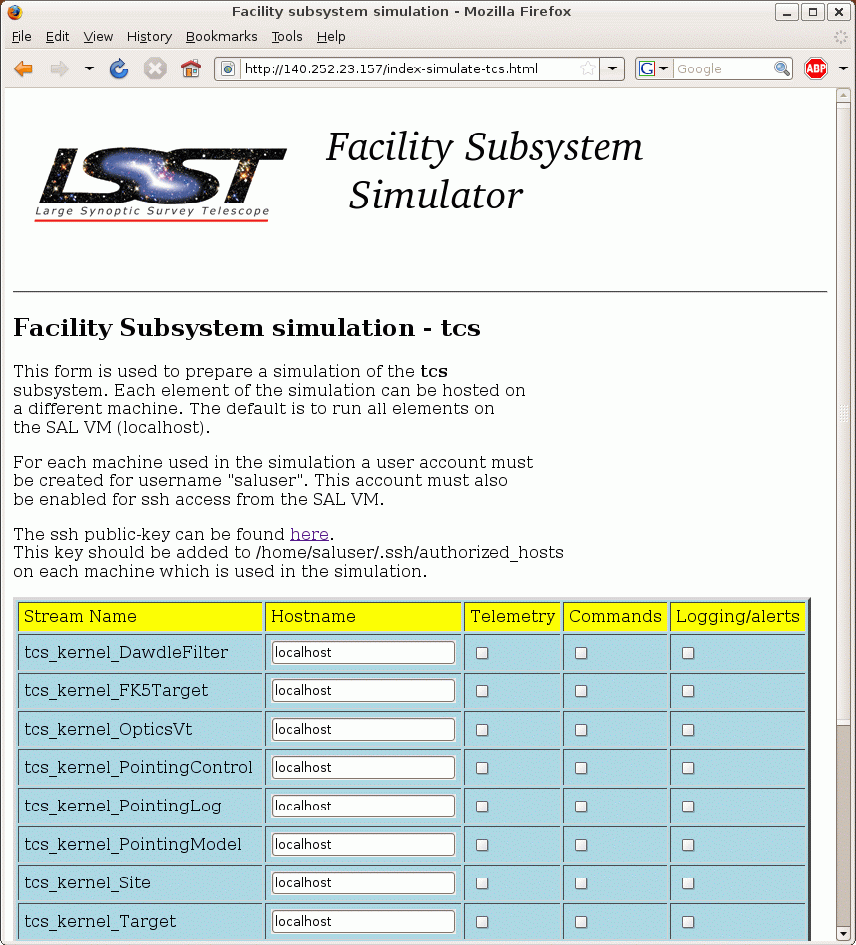 Facility subsystem simulation - Mozilla Firefox
File Edit View History Bookmarks Tools Help
http://140.252.23.157/index-simulate-tcs.html G Google ABP
LSST
Large Synoptic Survey Telescope
Facility Subsystem
Simulator
Facility Subsystem simulation - tcs
This form is used to prepare a simulation of the tcs
subsystem. Each element of the simulation can be hosted on
a different machine. The default is to run all elements on
the SAL VM (localhost).
For each machine used in the simulation a user account must
be created for username "saluser". This account must also
be enabled for ssh access from the SAL VM.
The ssh public-key can be found here.
This key should be added to /home/saluser/.ssh/authorized_hosts
on each machine which is used in the simulation.
Stream Name Hostname Telemetry Commands Logging/alerts
tcs_kernel_DawdleFilter localhost
tcs_kernel_FK5Target localhost
tcs_kernel_OpticsVt localhost
tcs_kernel_PointingControl localhost
tcs_kernel_PointingLog localhost
tcs_kernel_PointingModel localhost
tcs_kernel_Site localhost
tcs_kernel_Target localhost